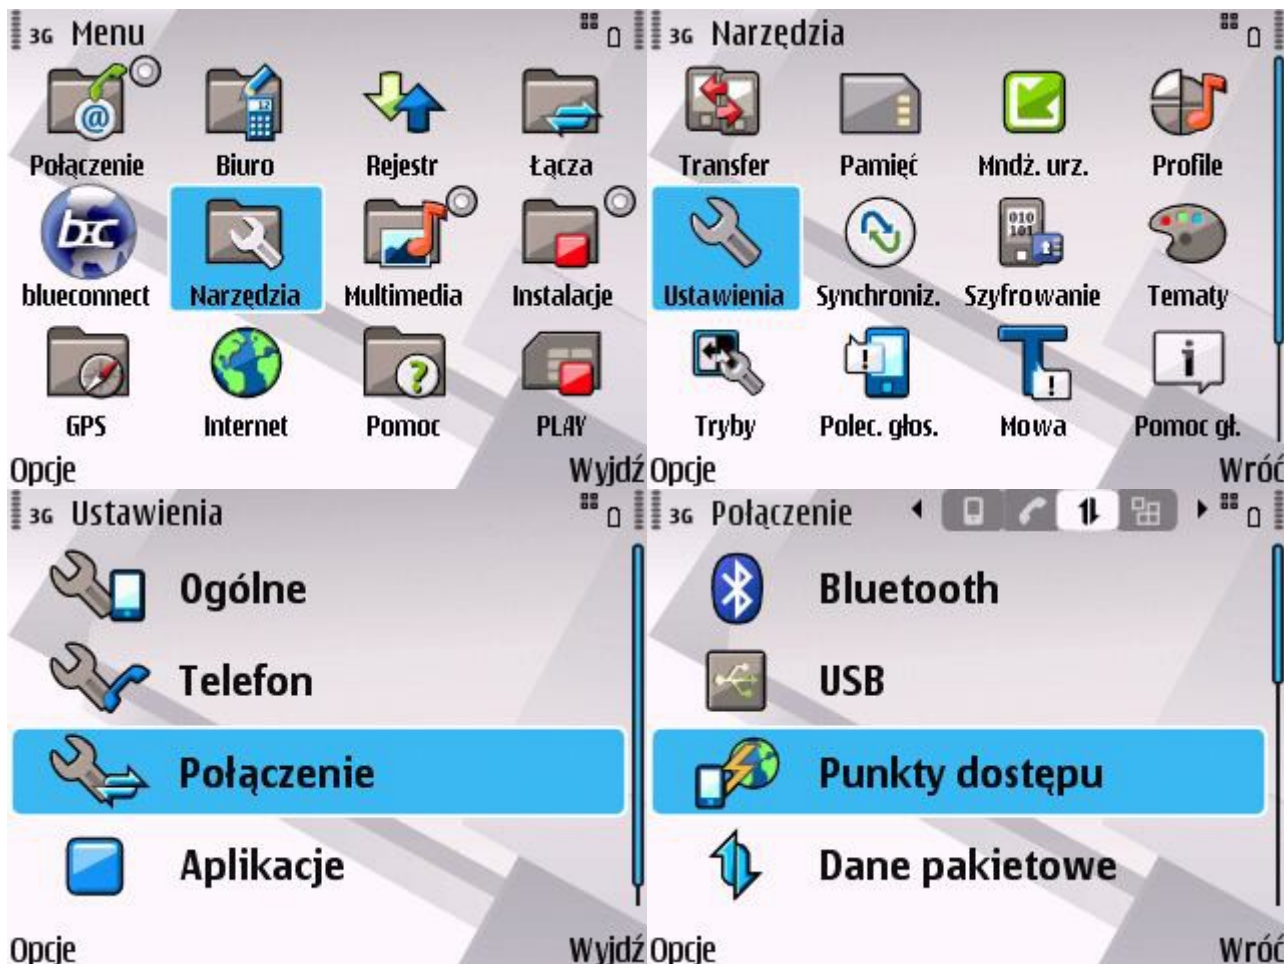 3G Menu
Połączenie Biuro Rejestr Łącza
blueconnect Narzędzia Multimedia Instalacje
GPS Internet Pomoc PLAY
Opcje Wyjdź
3G Narzędzia
Transfer Pamięć Mndż. urz. Profile
Ustawienia Synchroniz. Szyfrowanie Tematy
Tryby Polec. głos. Mowa Pomoc gł.
Opcje Wróć
3G Ustawienia
Ogólne
Telefon
Połączenie
Aplikacje
Opcje Wyjdź
3G Połączenie
Bluetooth
USB
Punkty dostępu
Dane pakietowe
Opcje Wróć